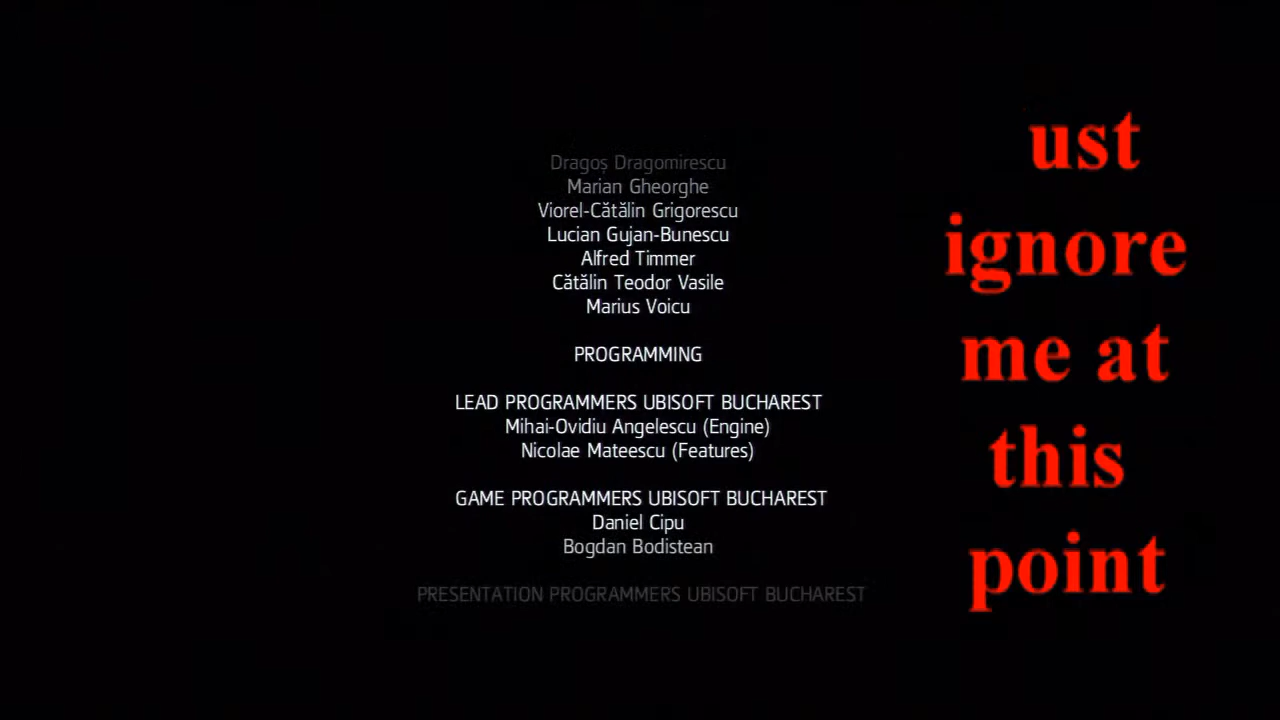 Dragoș Dragomirescu
Marian Gheorghe
Viorel-Cătălin Grigorescu
Lucian Gujan-Bunescu
Alfred Timmer
Cătălin Teodor Vasile
Marius Voicu
PROGRAMMING
LEAD PROGRAMMERS UBISOFT BUCHAREST
Mihai-Ovidiu Angelescu (Engine)
Nicolae Mateescu (Features)
GAME PROGRAMMERS UBISOFT BUCHAREST
Daniel Cipu
Bogdan Bodistean
PRESENTATION PROGRAMMERS UBISOFT BUCHAREST
ust
ignore
me at
this
point